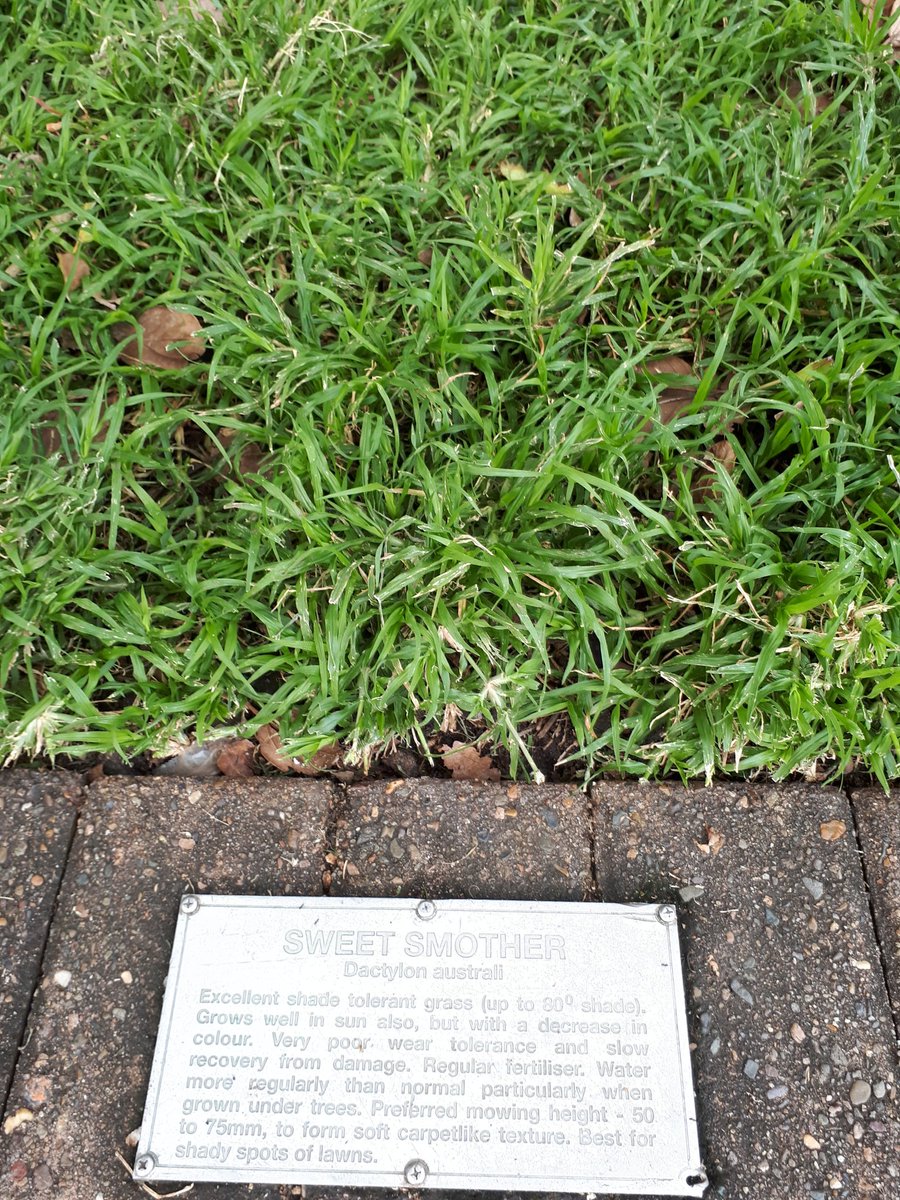 SWEET SMOTHER
Dactylon australi
Excellent shade tolerant grass (up to 80⁰ shade).
Grows well in sun also, but with a decrease in
colour. Very poor wear tolerance and slow
recovery from damage. Regular fertiliser. Water
more regularly than normal particularly when
grown under trees. Preferred mowing height - 50
to 75mm, to form soft carpetlike texture. Best for
shady spots of lawns.